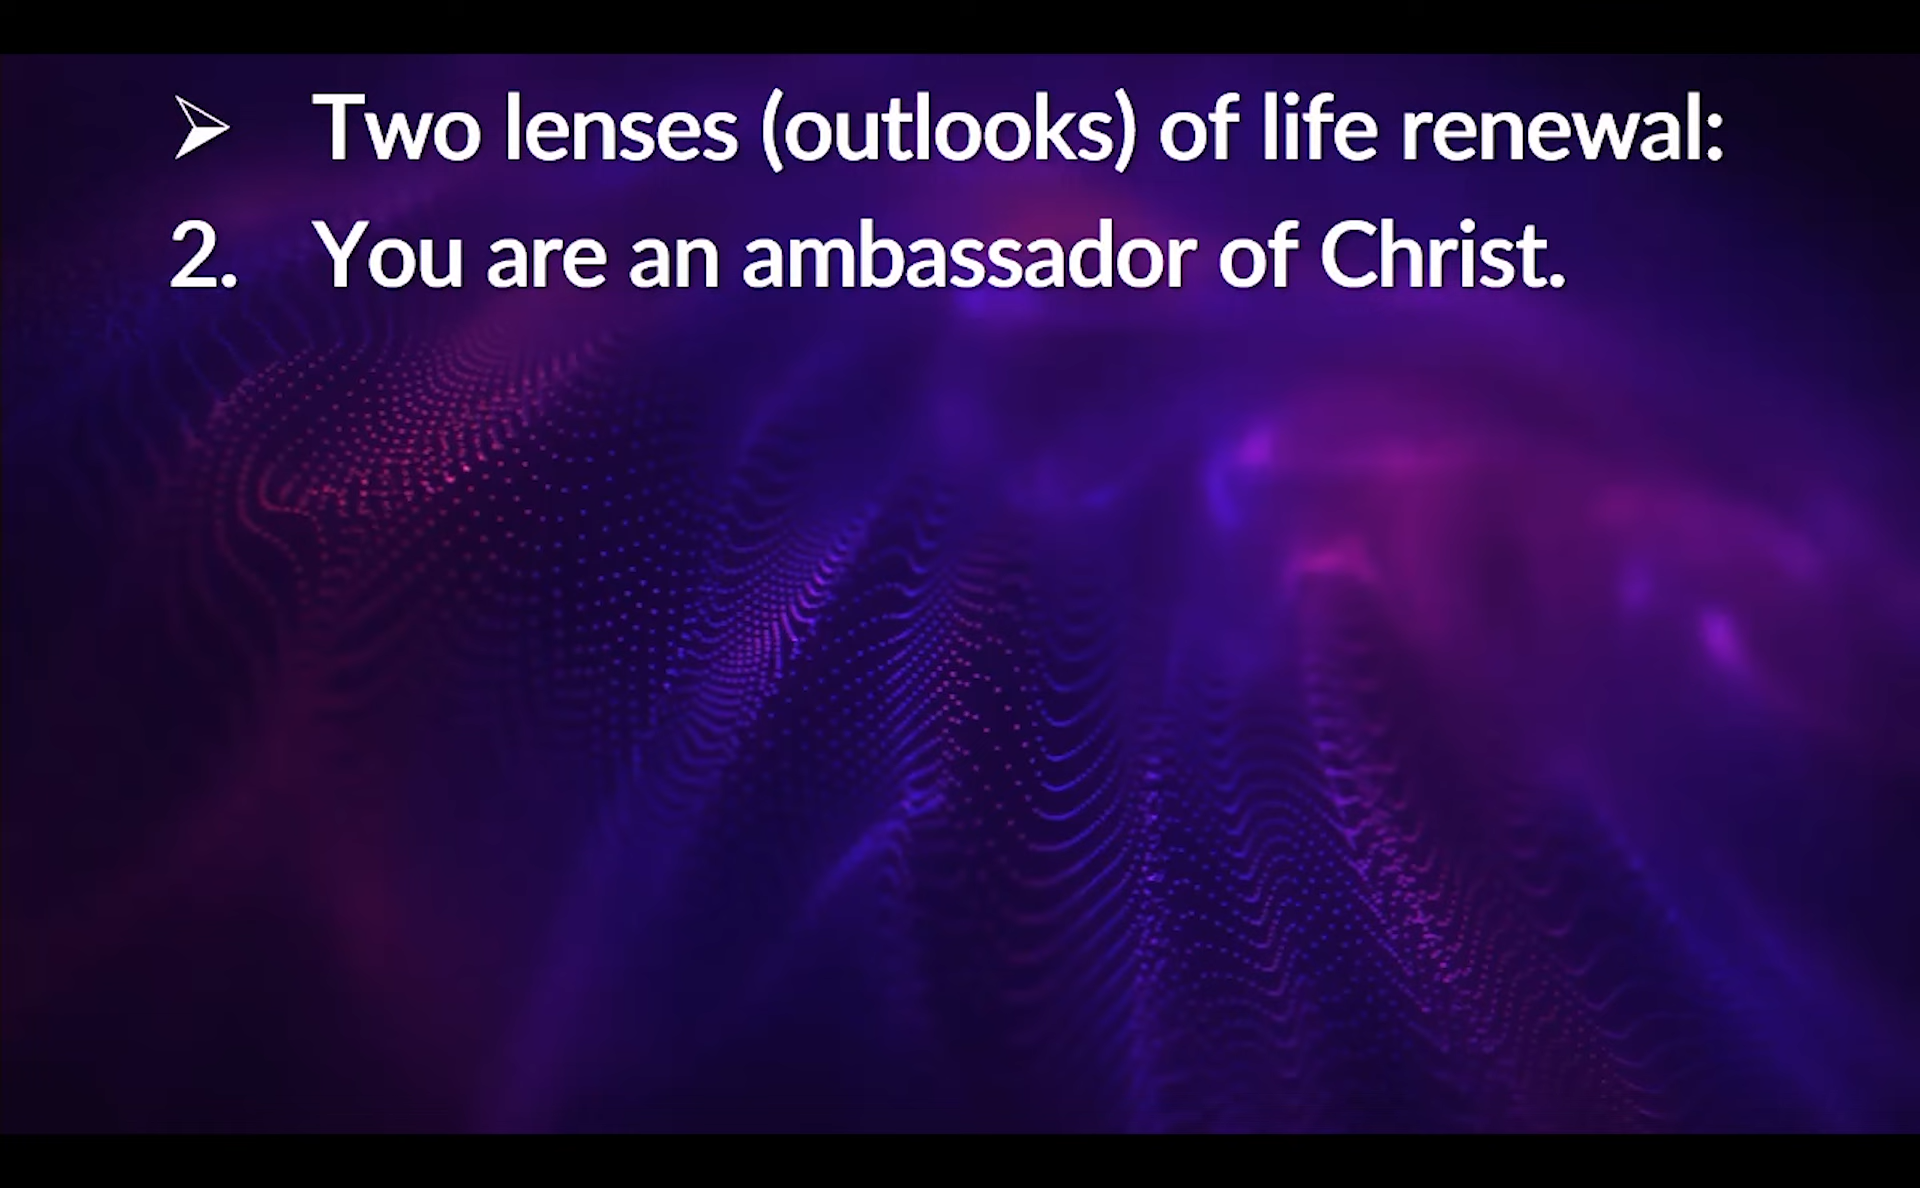 ➢ Two lenses (outlooks) of life renewal:
2. You are an ambassador of Christ.